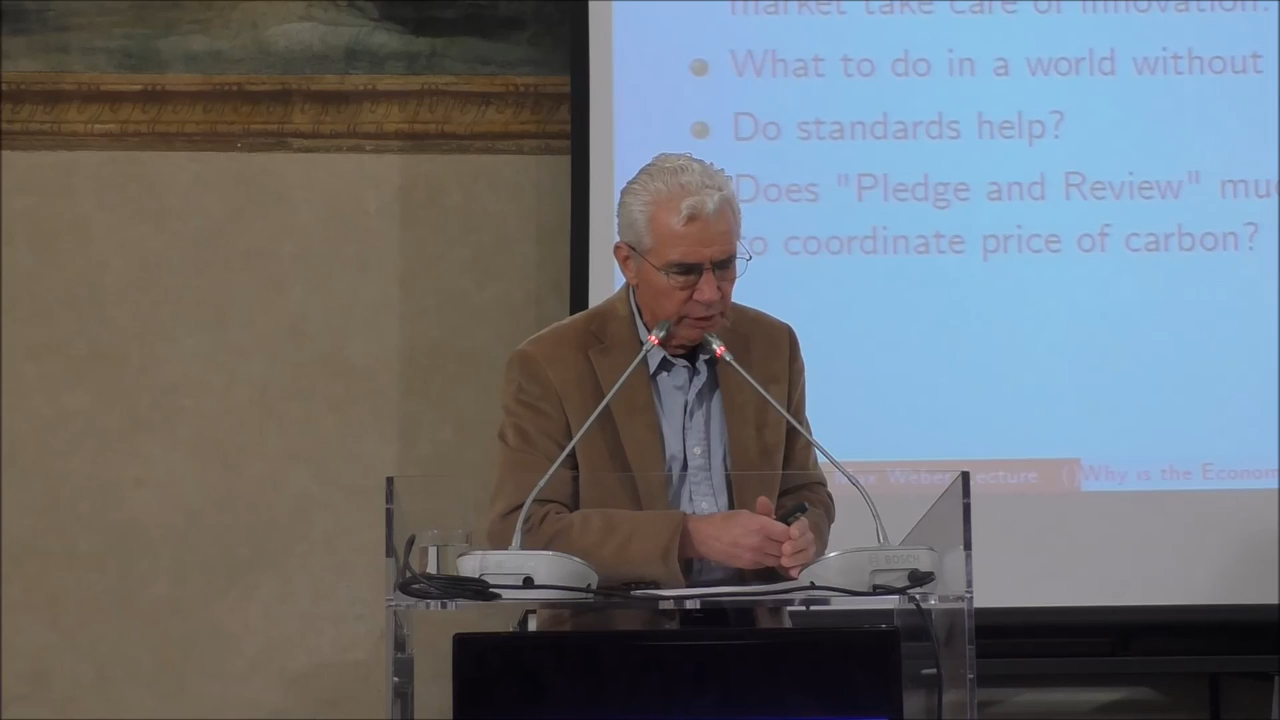 market take care of innovation.
What to do in a world without
Do standards help?
Does "Pledge and Review" mu
to coordinate price of carbon?
Max Weber Lecture () Why is the Econom
BOSCH